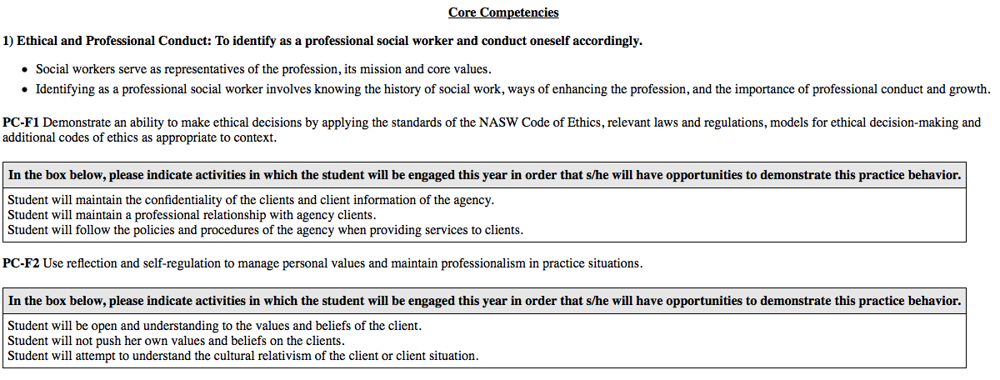 Core Competencies
1) Ethical and Professional Conduct: To identify as a professional social worker and conduct oneself accordingly.
• Social workers serve as representatives of the profession, its mission and core values.
• Identifying as a professional social worker involves knowing the history of social work, ways of enhancing the profession, and the importance of professional conduct and growth.
PC-F1 Demonstrate an ability to make ethical decisions by applying the standards of the NASW Code of Ethics, relevant laws and regulations, models for ethical decision-making and
additional codes of ethics as appropriate to context.
In the box below, please indicate activities in which the student will be engaged this year in order that s/he will have opportunities to demonstrate this practice behavior.
Student will maintain the confidentiality of the clients and client information of the agency.
Student will maintain a professional relationship with agency clients.
Student will follow the policies and procedures of the agency when providing services to clients.
PC-F2 Use reflection and self-regulation to manage personal values and maintain professionalism in practice situations.
In the box below, please indicate activities in which the student will be engaged this year in order that s/he will have opportunities to demonstrate this practice behavior.
Student will be open and understanding to the values and beliefs of the client.
Student will not push her own values and beliefs on the clients.
Student will attempt to understand the cultural relativism of the client or client situation.